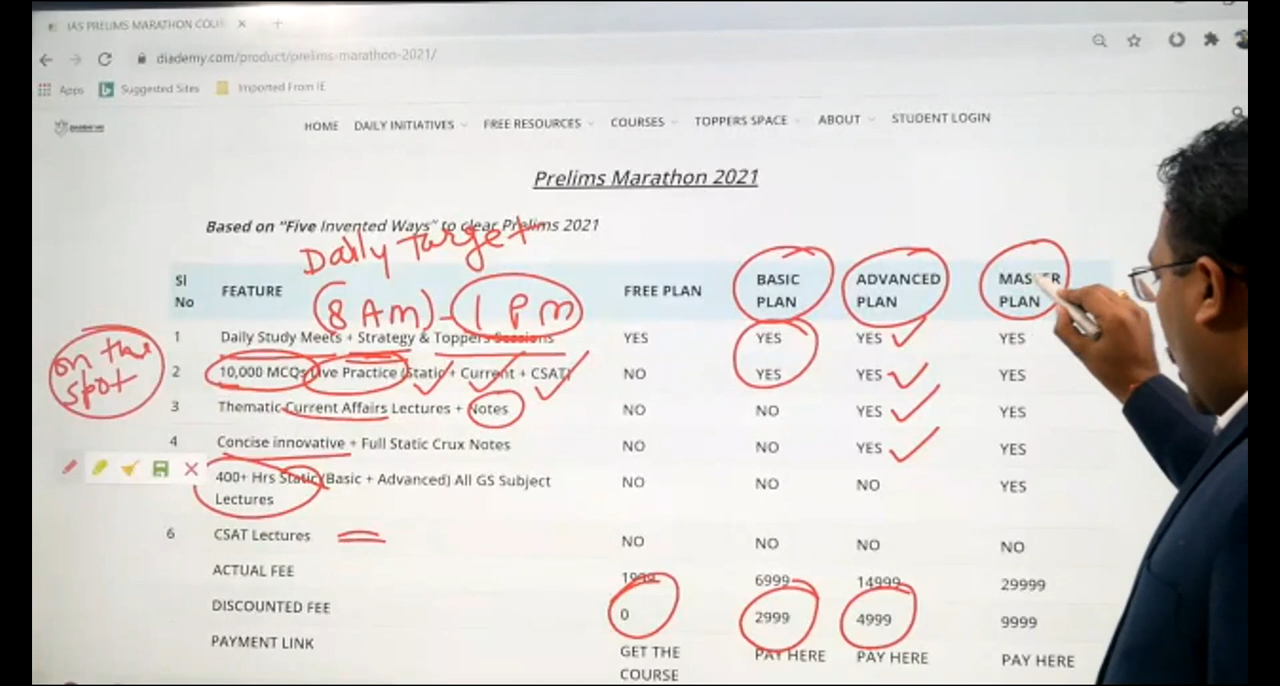 IAS PRELIMS MARATHON COU
diademy.com/product/prelims-marathon-2021/
Apps Suggested Sites Imported From IE
HOME DAILY INITIATIVES FREE RESOURCES COURSES TOPPERS SPACE ABOUT STUDENT LOGIN
Prelims Marathon 2021
Based on "Five Invented Ways" to clear Prelims 2021
Daily Target
(8 Am) - 1 Pm
Sl No FEATURE FREE PLAN BASIC PLAN ADVANCED PLAN MASTER PLAN
1 Daily Study Meets + Strategy & Toppers Sessions YES YES YES YES
on the spot
2 10,000 MCQs Live Practice (Static + Current + CSAT) NO YES YES YES
3 Thematic Current Affairs Lectures + Notes NO NO YES YES
4 Concise innovative + Full Static Crux Notes NO NO YES YES
400+ Hrs Static (Basic + Advanced) All GS Subject Lectures NO NO NO YES
6 CSAT Lectures NO NO NO NO
ACTUAL FEE 1999 6999 14999 29999
DISCOUNTED FEE 0 2999 4999 9999
PAYMENT LINK GET THE COURSE PAY HERE PAY HERE PAY HERE